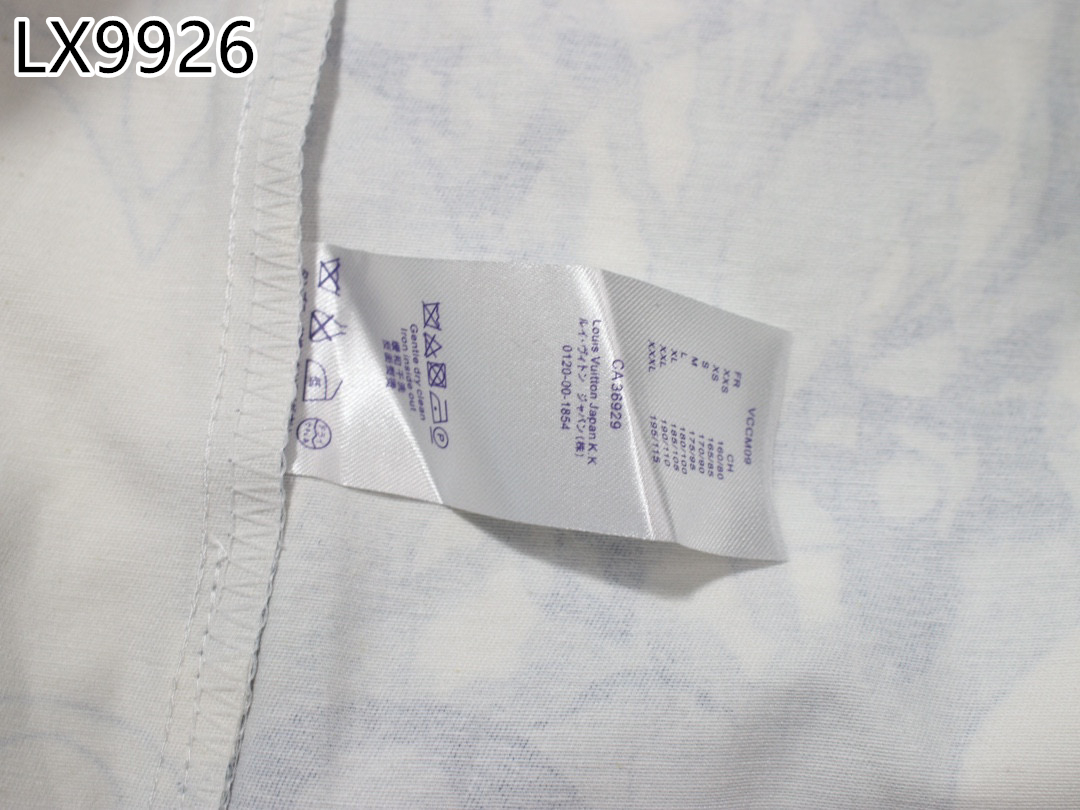 LX9926
VCCM09
FR CH
XXS 160/80
XS 165/85
S 170/90
M 175/95
L 180/100
XL 185/105
XXL 190/110
XXXL 195/115
CA36929
Louis Vuitton Japan K.K
ルイ・ヴィトン ジャパン(株)
0120-00-1854
Gentle dry clean
Iron inside out